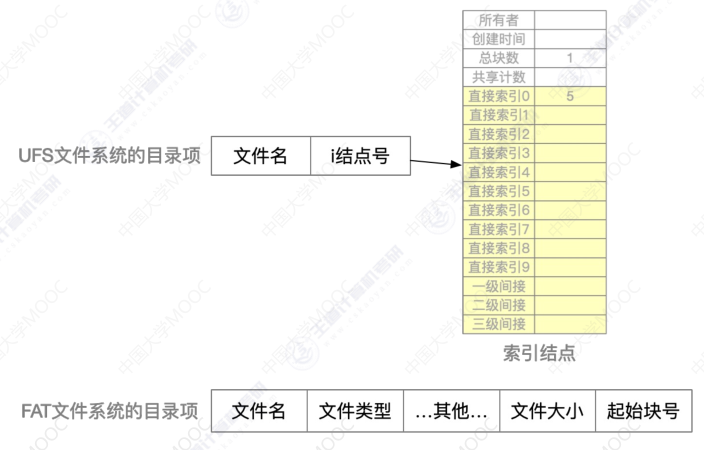 所有者
创建时间
总块数 1
共享计数
直接索引0 5
直接索引1
直接索引2
直接索引3
直接索引4
直接索引5
直接索引6
直接索引7
直接索引8
直接索引9
一级间接
二级间接
三级间接
索引结点
UFS文件系统的目录项 文件名 i结点号
FAT文件系统的目录项 文件名 文件类型 ...其他... 文件大小 起始块号
中国大学MOOC
王道计算机考研